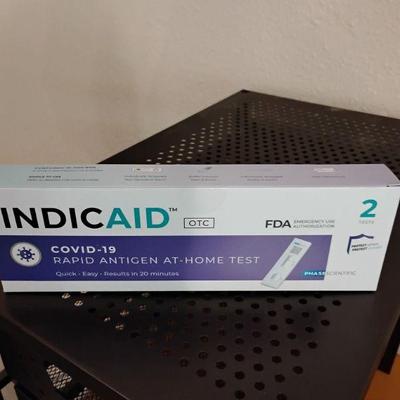 INDICAID™ OTC
FDA EMERGENCY USE AUTHORIZATION
2
TESTS
COVID-19
RAPID ANTIGEN AT-HOME TEST
Quick • Easy • Results in 20 minutes
PHASE SCIENTIFIC